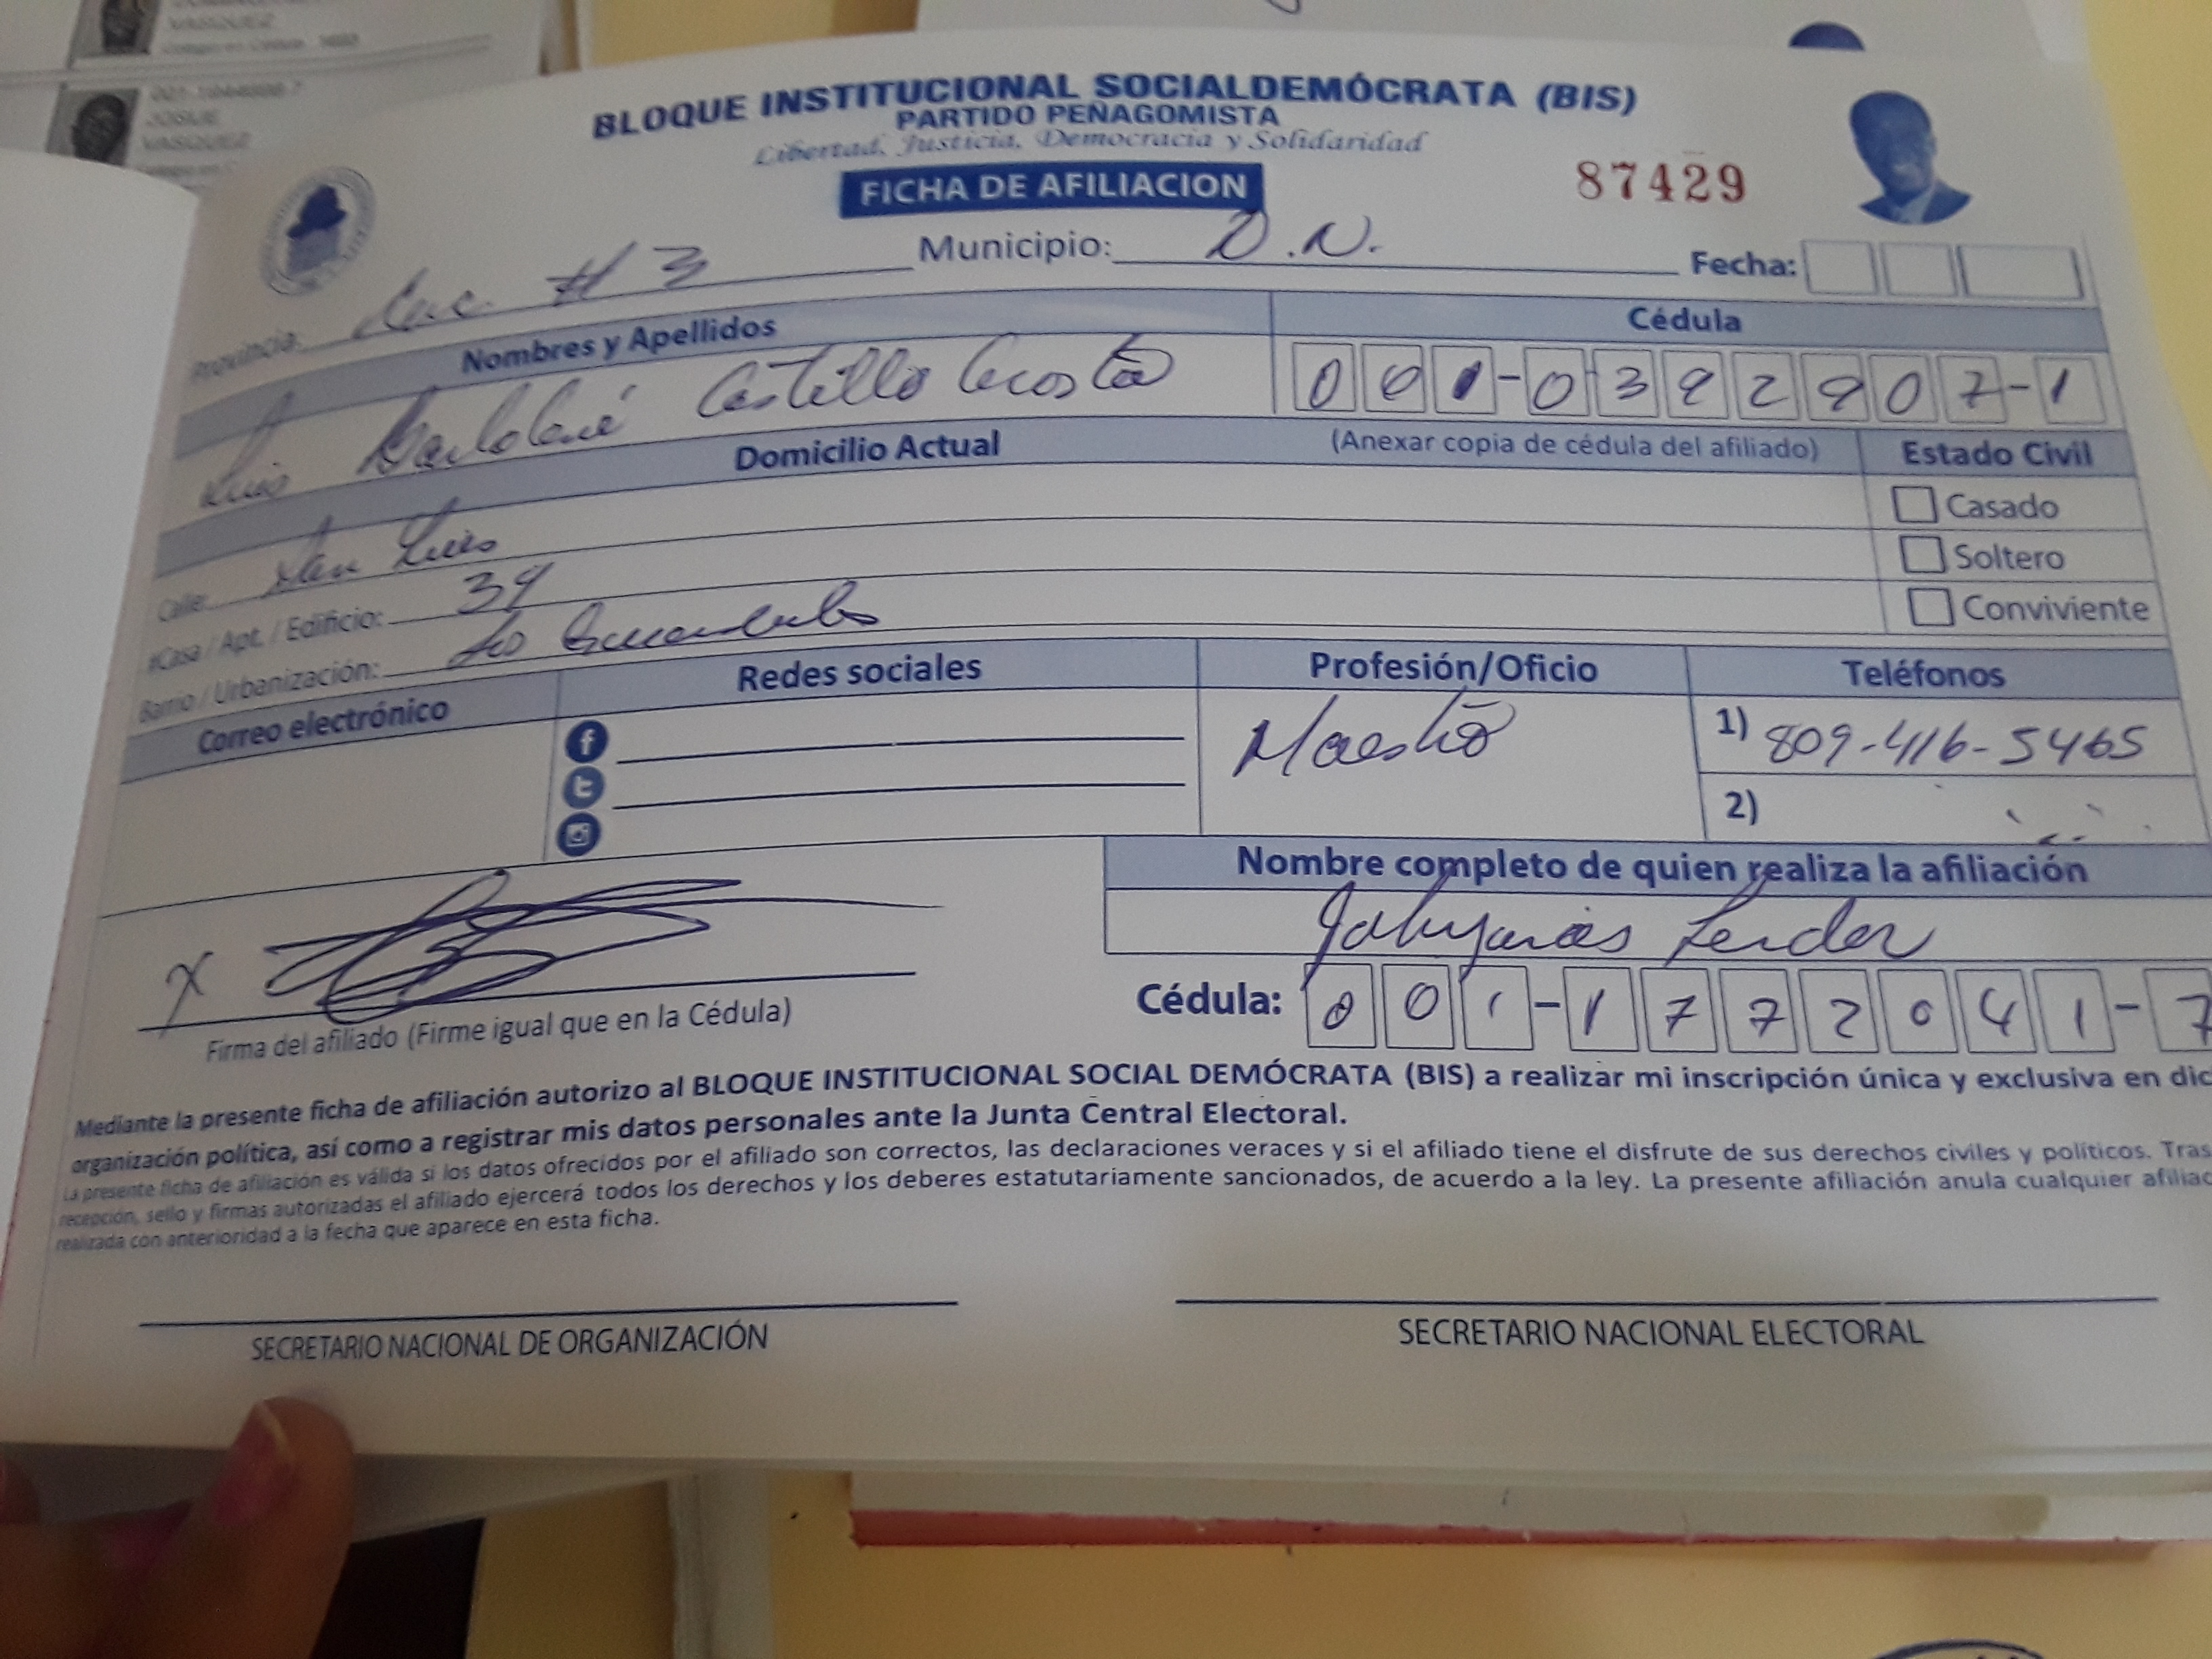 VASQUEZ
JOSUE
VASQUEZ
BLOQUE INSTITUCIONAL SOCIALDEMÓCRATA (BIS)
PARTIDO PEÑAGOMISTA
Libertad, Justicia, Democracia y Solidaridad
FICHA DE AFILIACION
87429
Provincia: Circ. # 3 Municipio: D.N. Fecha:
Nombres y Apellidos Cédula
Luis Bartolomé Castillo Acosta 001-0392907-1
Domicilio Actual (Anexar copia de cédula del afiliado) Estado Civil
Calle: San Luis Casado
#Casa / Apt. / Edificio: 39 Soltero
Barrio / Urbanización: Conviviente
Correo electrónico Redes sociales Profesión/Oficio Teléfonos
Maestro 1) 809-416-5465
2)
Nombre completo de quien realiza la afiliación
X
Firma del afiliado (Firme igual que en la Cédula)
Cédula: 001-1772041-7
Mediante la presente ficha de afiliación autorizo al BLOQUE INSTITUCIONAL SOCIAL DEMÓCRATA (BIS) a realizar mi inscripción única y exclusiva en dic
organización política, así como a registrar mis datos personales ante la Junta Central Electoral.
La presente ficha de afiliación es válida si los datos ofrecidos por el afiliado son correctos, las declaraciones veraces y si el afiliado tiene el disfrute de sus derechos civiles y políticos. Tras
recepción, sello y firmas autorizadas el afiliado ejercerá todos los derechos y los deberes estatutariamente sancionados, de acuerdo a la ley. La presente afiliación anula cualquier afiliac
realizada con anterioridad a la fecha que aparece en esta ficha.
SECRETARIO NACIONAL DE ORGANIZACIÓN SECRETARIO NACIONAL ELECTORAL